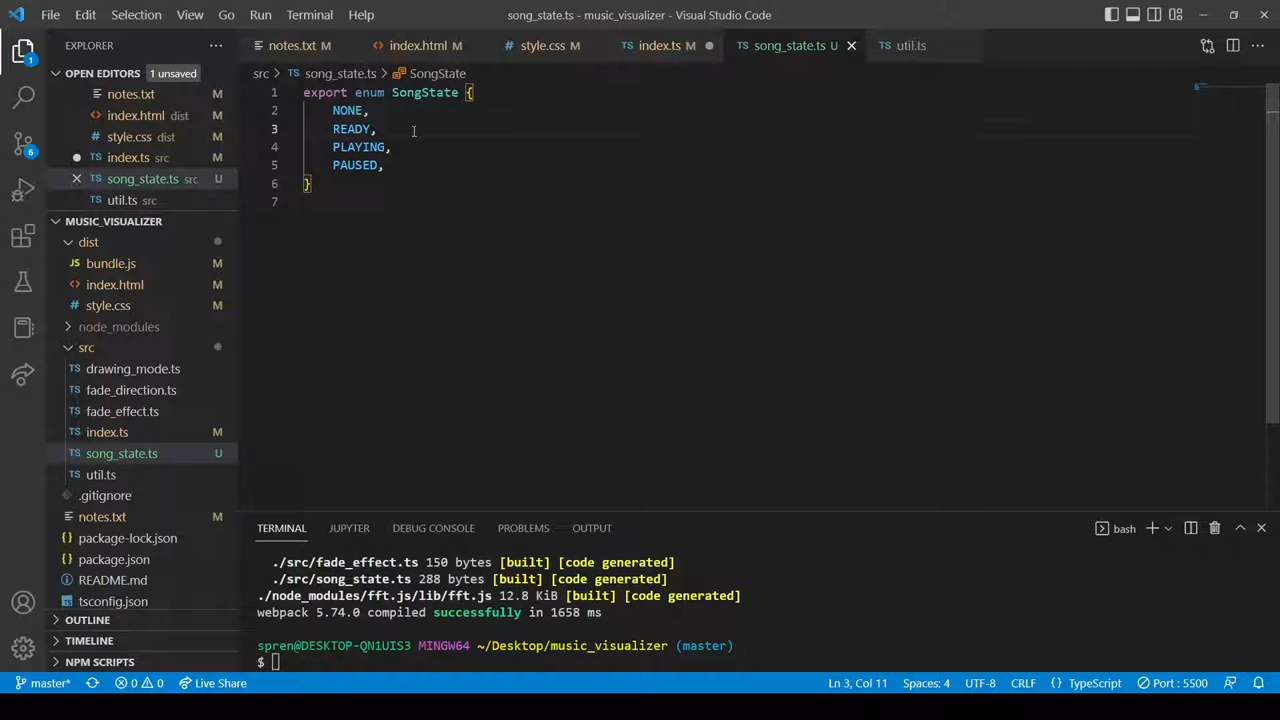 File Edit Selection View Go Run Terminal Help
song_state.ts - music_visualizer - Visual Studio Code
EXPLORER
notes.txt M
index.html M
style.css M
index.ts M
song_state.ts U
util.ts
OPEN EDITORS 1 unsaved
notes.txt M
index.html dist M
style.css dist M
index.ts src M
song_state.ts src U
util.ts src
MUSIC_VISUALIZER
dist
bundle.js M
index.html M
style.css M
node_modules
src
drawing_mode.ts
fade_direction.ts
fade_effect.ts
index.ts M
song_state.ts U
util.ts
.gitignore
notes.txt M
package-lock.json
package.json
README.md
tsconfig.json
OUTLINE
TIMELINE
NPM SCRIPTS
1
6
src > TS song_state.ts > SongState
1 export enum SongState {
2 NONE,
3 READY,
4 PLAYING,
5 PAUSED,
6 }
7
TERMINAL JUPYTER DEBUG CONSOLE PROBLEMS OUTPUT
bash
./src/fade_effect.ts 150 bytes [built] [code generated]
./src/song_state.ts 288 bytes [built] [code generated]
./node_modules/fft.js/lib/fft.js 12.8 KiB [built] [code generated]
webpack 5.74.0 compiled successfully in 1658 ms
spren@DESKTOP-QN1UIS3 MINGW64 ~/Desktop/music_visualizer (master)
$
master* 0 0 Live Share
Ln 3, Col 11 Spaces: 4 UTF-8 CRLF {} TypeScript Port : 5500